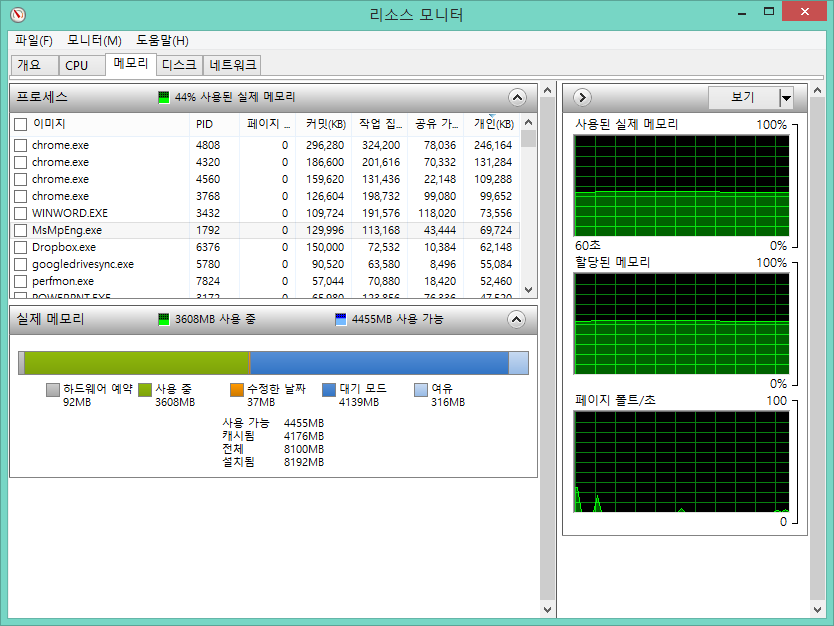 리소스 모니터
파일(F) 모니터(M) 도움말(H)
개요 CPU 메모리 디스크 네트워크
프로세스 44% 사용된 실제 메모리
이미지 PID 페이지 ... 커밋(KB) 작업 집... 공유 가... 개인(KB)
chrome.exe 4808 0 296,280 324,200 78,036 246,164
chrome.exe 4320 0 186,600 201,616 70,332 131,284
chrome.exe 4560 0 159,620 131,436 22,148 109,288
chrome.exe 3768 0 126,604 198,732 99,080 99,652
WINWORD.EXE 3432 0 109,724 191,576 118,020 73,556
MsMpEng.exe 1792 0 129,996 113,168 43,444 69,724
Dropbox.exe 6376 0 150,000 72,532 10,384 62,148
googledrivesync.exe 5780 0 90,520 63,580 8,496 55,084
perfmon.exe 7824 0 57,044 70,880 18,420 52,460
POWERPNT.EXE 3172 0 65,980 123,856 76,336 47,520
실제 메모리 3608MB 사용 중 4455MB 사용 가능
하드웨어 예약 사용 중 수정한 날짜 대기 모드 여유
92MB 3608MB 37MB 4139MB 316MB
사용 가능 4455MB
캐시됨 4176MB
전체 8100MB
설치됨 8192MB
보기
사용된 실제 메모리 100%
60초 0%
할당된 메모리 100%
0%
페이지 폴트/초 100
0